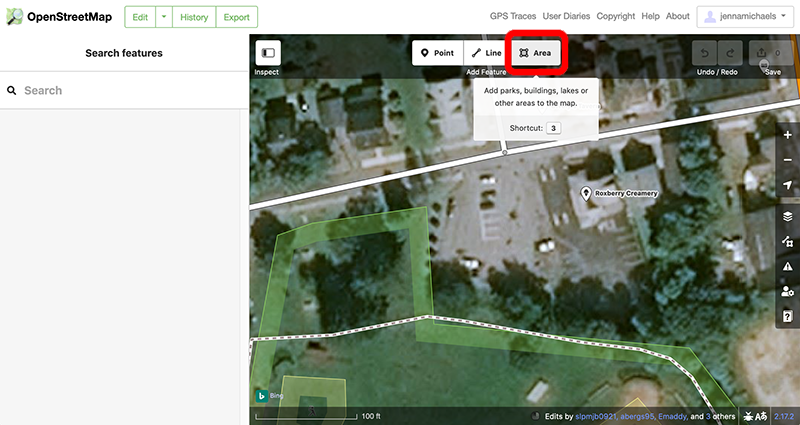 OpenStreetMap
Edit
History
Export
GPS Traces
User Diaries
Copyright
Help
About
jennamichaels
Search features
Search
Inspect
Point
Line
Area
Add Feature
Undo / Redo
0
Save
Add parks, buildings, lakes or
other areas to the map.
Shortcut: 3
Roxberry Creamery
Bing
100 ft
Edits by slpmjb0921, abergs95, Emaddy, and 3 others
2.17.2